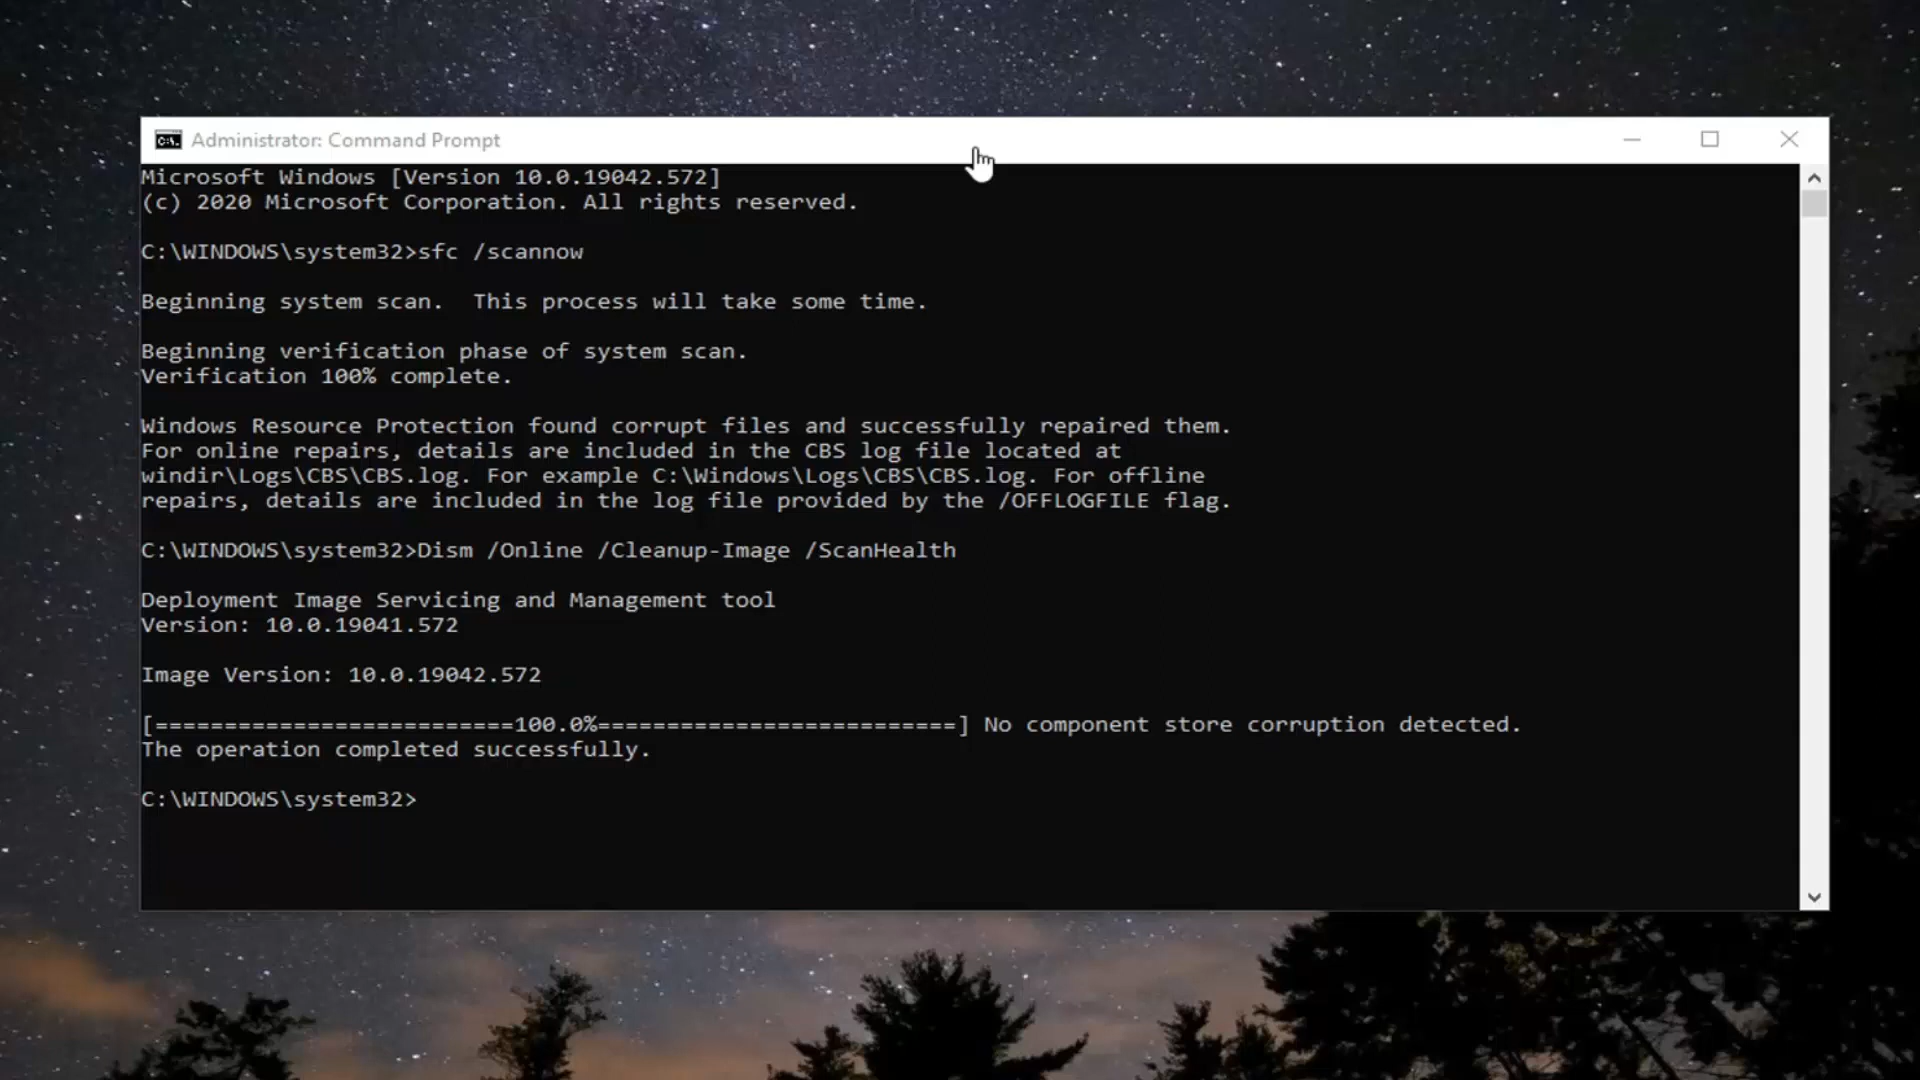 Administrator: Command Prompt
Microsoft Windows [Version 10.0.19042.572]
(c) 2020 Microsoft Corporation. All rights reserved.
C:\WINDOWS\system32>sfc /scannow
Beginning system scan.  This process will take some time.
Beginning verification phase of system scan.
Verification 100% complete.
Windows Resource Protection found corrupt files and successfully repaired them.
For online repairs, details are included in the CBS log file located at
windir\Logs\CBS\CBS.log. For example C:\Windows\Logs\CBS\CBS.log. For offline
repairs, details are included in the log file provided by the /OFFLOGFILE flag.
C:\WINDOWS\system32>Dism /Online /Cleanup-Image /ScanHealth
Deployment Image Servicing and Management tool
Version: 10.0.19041.572
Image Version: 10.0.19042.572
[==========================100.0%==========================] No component store corruption detected.
The operation completed successfully.
C:\WINDOWS\system32>